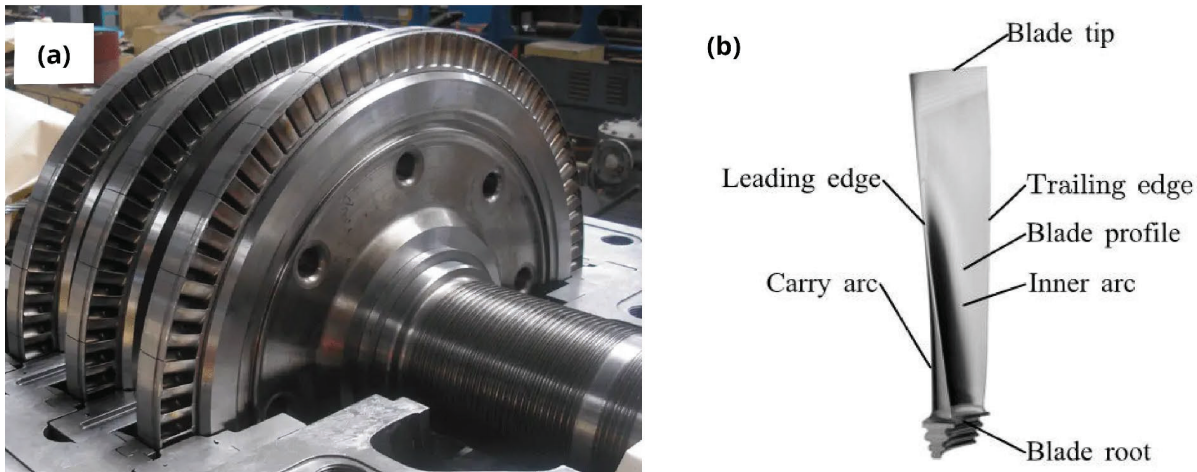 (a)
(b)
Blade tip
Leading edge
Trailing edge
Blade profile
Carry arc
Inner arc
Blade root